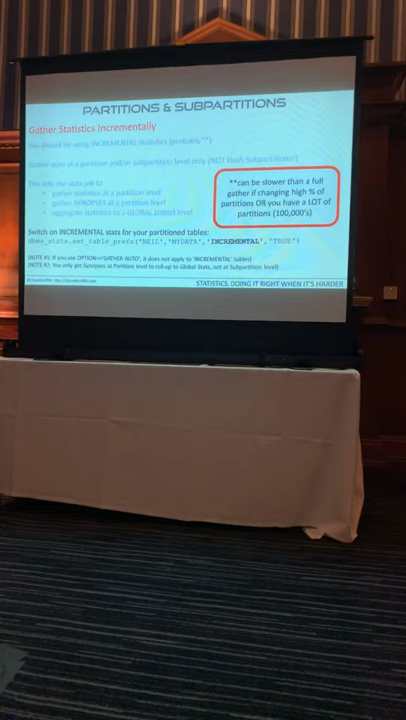 PARTITIONS & SUBPARTITIONS
Gather Statistics Incrementally
You should be using INCREMENTAL Statistics (probably**)
Gather stats at a partition and/or subpartition level only (NOT Hash Subpartitions!)
This tells the stats job to
• gather statistics at a partition level
• gather SYNOPSES at a partition level
• aggregate statistics to a GLOBAL (table) level
**can be slower than a full
gather if changing high % of
partitions OR you have a LOT of
partitions (100,000's)
Switch on INCREMENTAL stats for your partitioned tables:
dbms_stats.set_table_prefs('NEIL','MYDATA','INCREMENTAL','TRUE')
(NOTE #1: If you use OPTION=>'GATHER AUTO', it does not apply to 'INCREMENTAL' tables)
(NOTE #2: You only get Synopsis at Partition level to roll-up to Global Stats, not at Subpartition level)
STATISTICS. DOING IT RIGHT WHEN IT'S HARDER